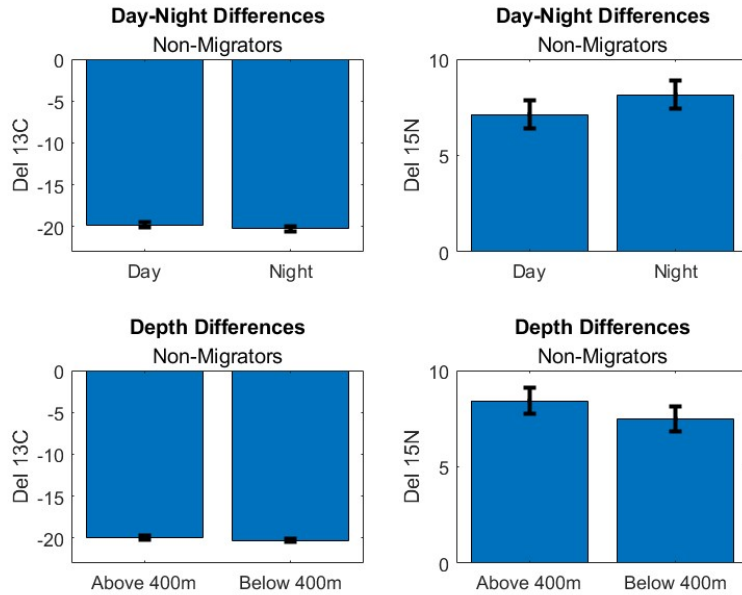 Day-Night Differences
Non-Migrators
0
-5
-10
-15
-20
Del 13C
Day
Night
Day-Night Differences
Non-Migrators
10
5
0
Del 15N
Day
Night
Depth Differences
Non-Migrators
0
-5
-10
-15
-20
Del 13C
Above 400m
Below 400m
Depth Differences
Non-Migrators
10
5
0
Del 15N
Above 400m
Below 400m